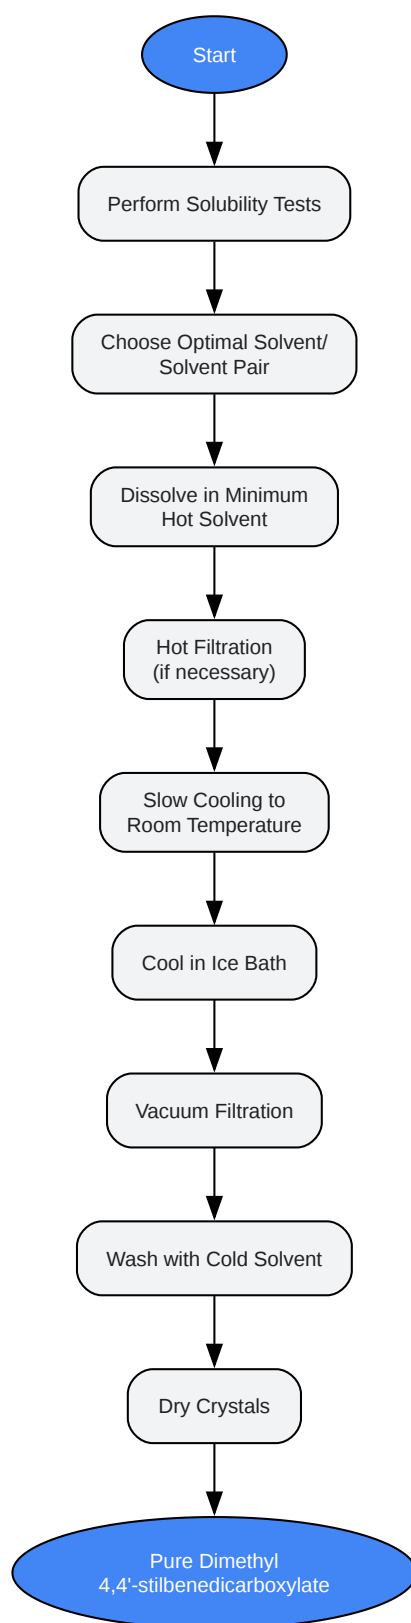 Start
Perform Solubility Tests
Choose Optimal Solvent/
Solvent Pair
Dissolve in Minimum
Hot Solvent
Hot Filtration
(if necessary)
Slow Cooling to
Room Temperature
Cool in Ice Bath
Vacuum Filtration
Wash with Cold Solvent
Dry Crystals
Pure Dimethyl
4,4'-stilbenedicarboxylate